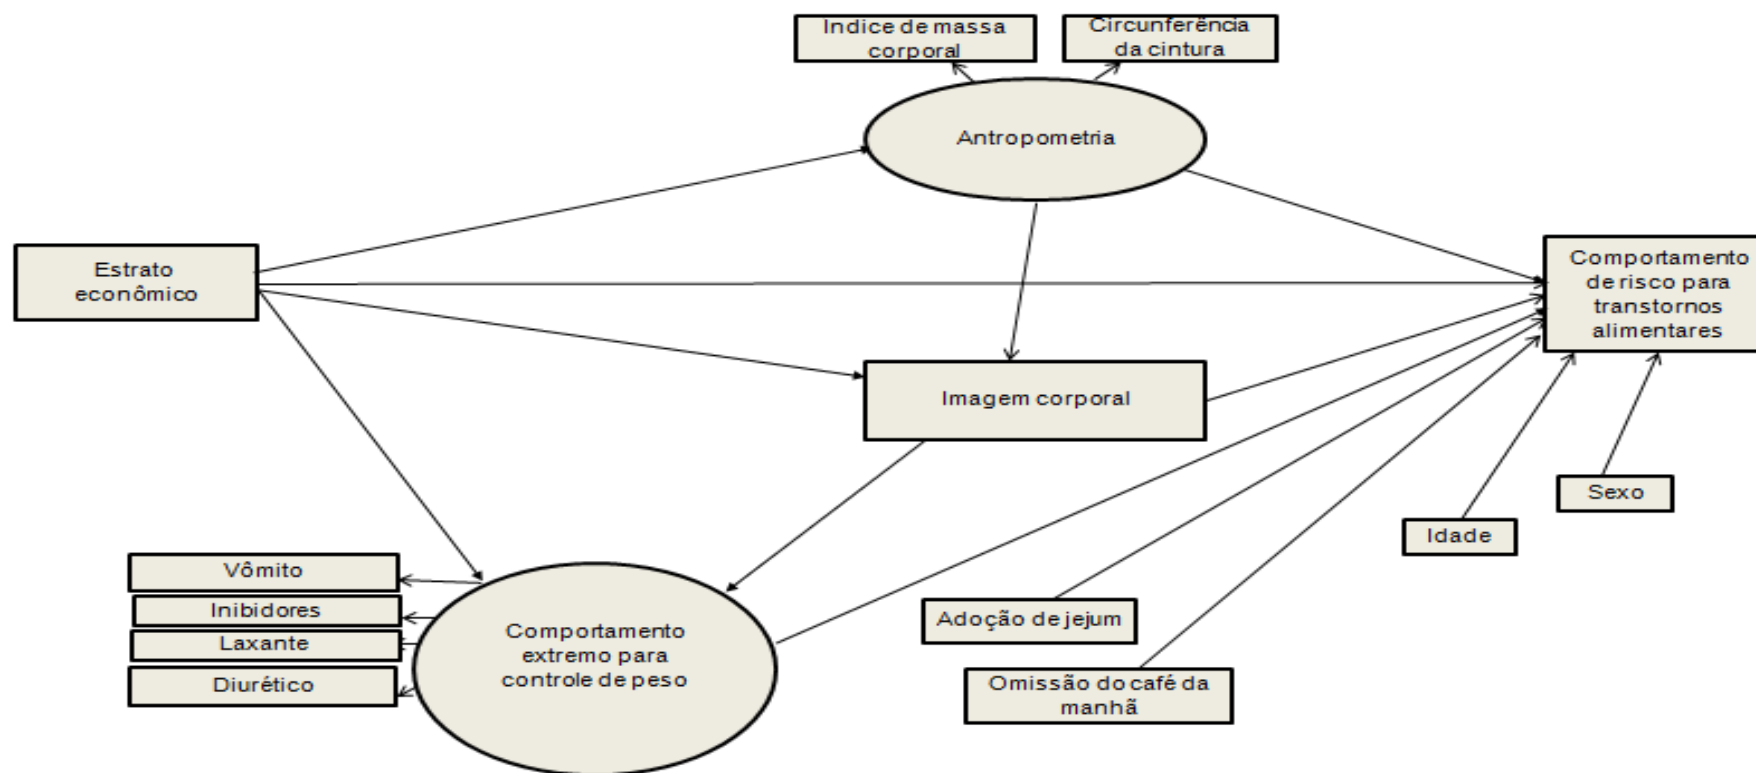 Indice de massa
corporal
Circunferência
da cintura
Antropometria
Estrato
econômico
Comportamento
de risco para
transtornos
alimentares
Imagem corporal
Sexo
Idade
Vômito
Inibidores
Laxante
Diurético
Comportamento
extremo para
controle de peso
Adoção de jejum
Omissão do café da
manhã